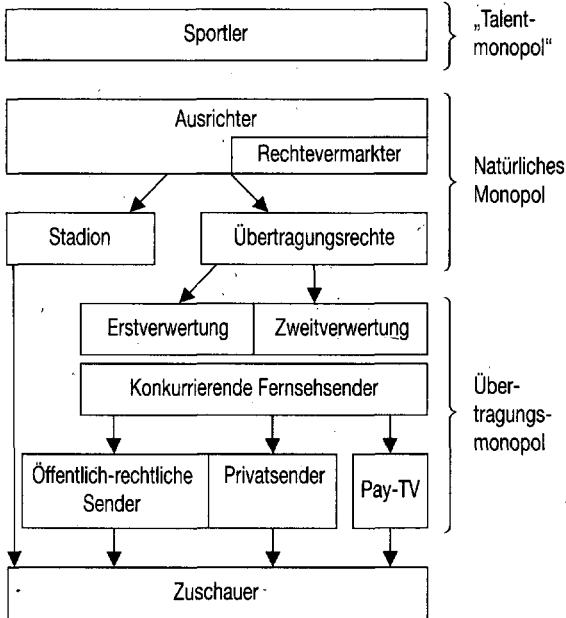 Sportler
„Talent-
monopol“
Ausrichter
Rechtevermarkter
Natürliches
Monopol
Stadion
Übertragungsrechte
Erstverwertung
Zweitverwertung
Konkurrierende Fernsehsender
Über-
tragungs-
monopol
Öffentlich-rechtliche
Sender
Privatsender
Pay-TV
Zuschauer